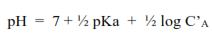 pH = 7 + ½ pKa + ½ log C'A